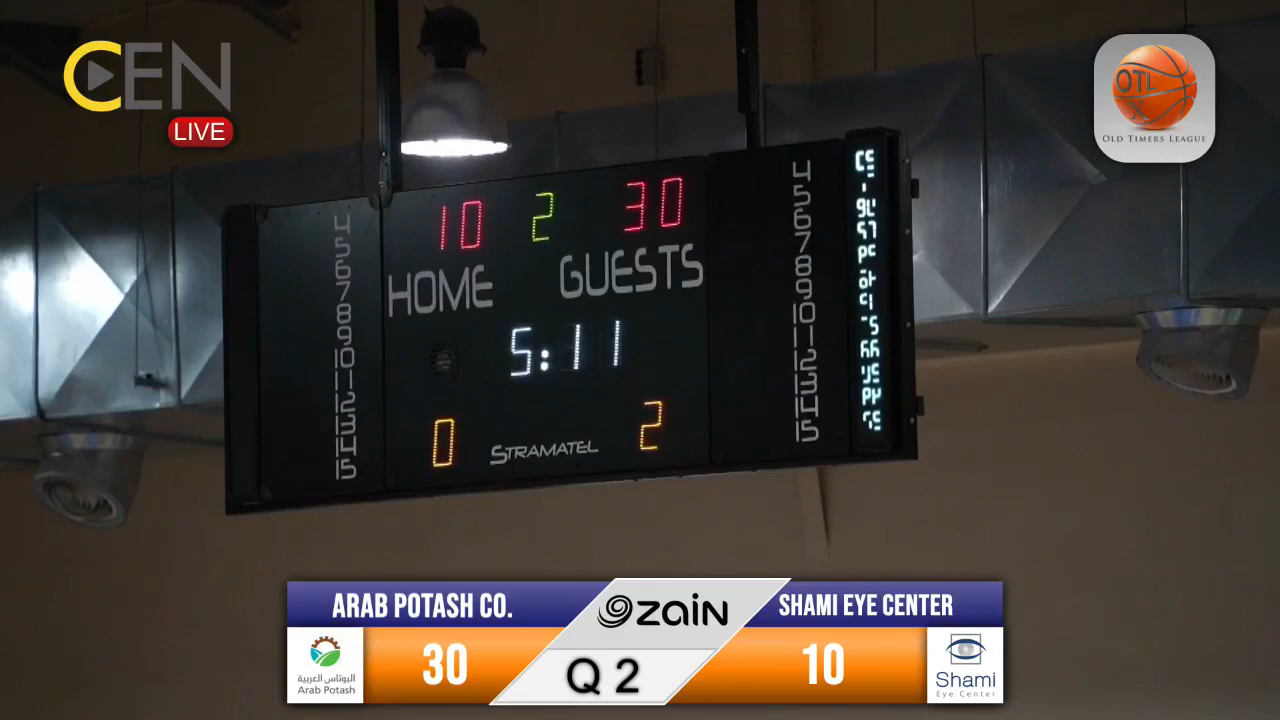 CEN
LIVE
OTL
OLD TIMERS LEAGUE
10 2 30
HOME GUESTS
5:11
0 STRAMATEL 2
4
5
6
7
8
9
10
11
12
13
14
15
4
5
6
7
8
9
10
11
12
13
14
15
ARAB POTASH CO. zain SHAMI EYE CENTER
البوتاس العربية
Arab Potash
30 Q 2 10
Shami
Eye Center